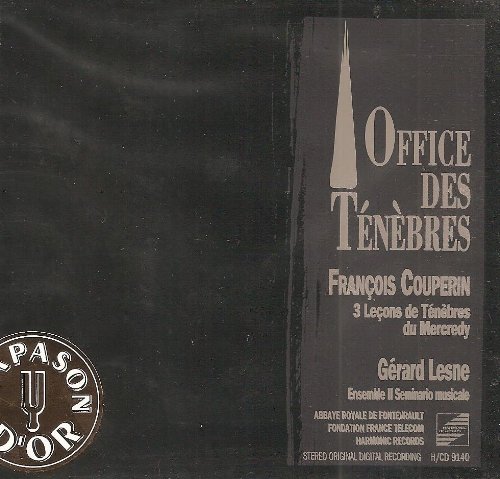 OFFICE
DES
TÉNÈBRES
FRANÇOIS COUPERIN
3 Leçons de Ténèbres
du Mercredy
Gérard Lesne
Ensemble Il Seminario musicale
ABBAYE ROYALE DE FONTEVRAULT
FONDATION FRANCE TELECOM
HARMONIC RECORDS
STEREO ORIGINAL DIGITAL RECORDING H/CD 9140
APASON
D'OR